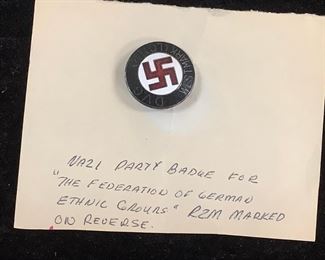 NAZI PARTY BADGE FOR
"THE FEDERATION OF GERMAN
ETHNIC GROUPS" RZM MARKED
ON REVERSE.